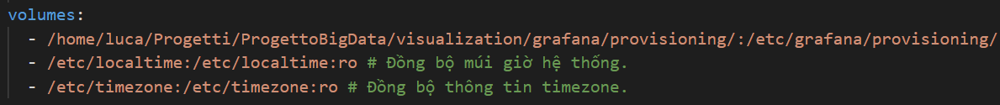 volumes:
- /home/luca/Progetti/ProgettoBigData/visualization/grafana/provisioning/:/etc/grafana/provisioning/
- /etc/localtime:/etc/localtime:ro # Đồng bộ múi giờ hệ thống.
- /etc/timezone:/etc/timezone:ro # Đồng bộ thông tin timezone.